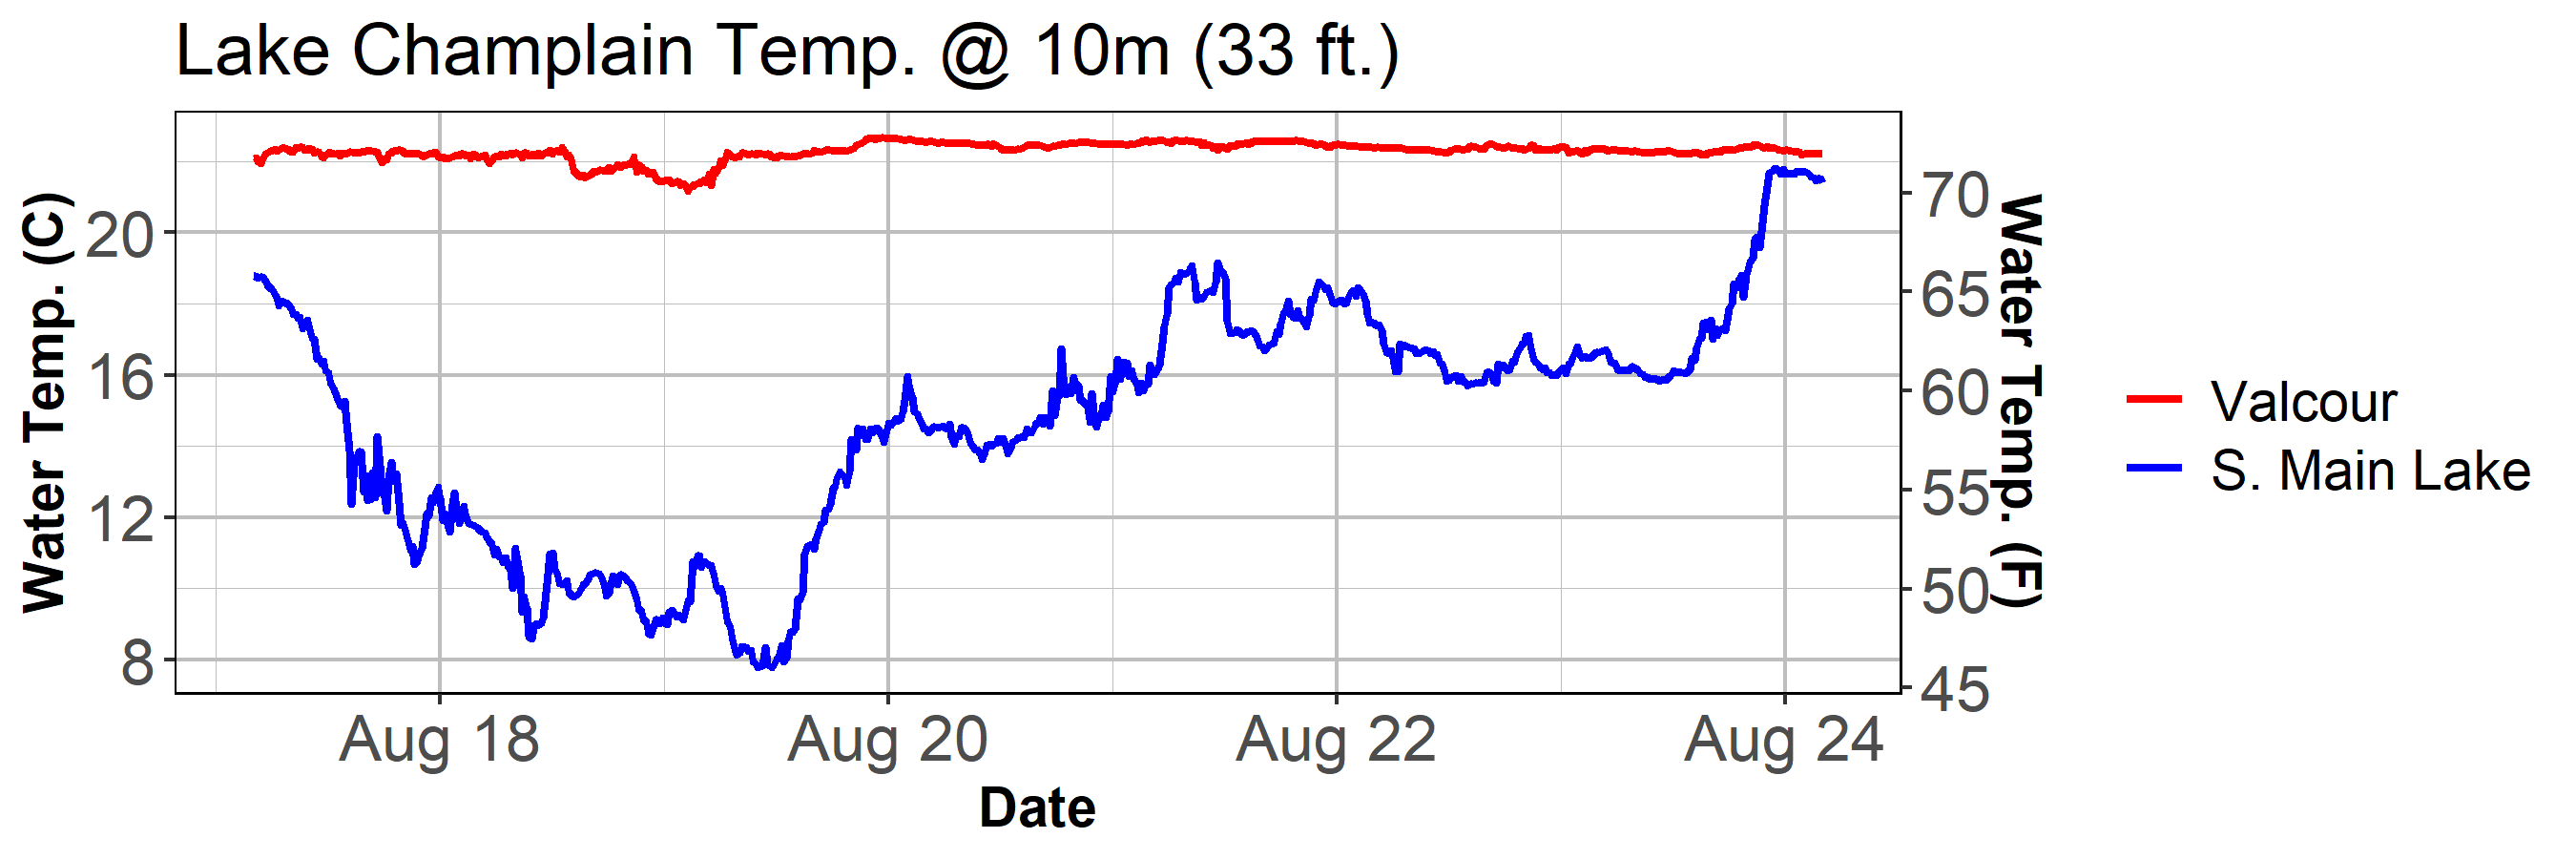 Lake Champlain Temp. @ 10m (33 ft.)
Water Temp. (C)
20
16
12
8
70
65
60
55
50
45
Water Temp. (F)
Aug 18
Aug 20
Aug 22
Aug 24
Date
Valcour
S. Main Lake